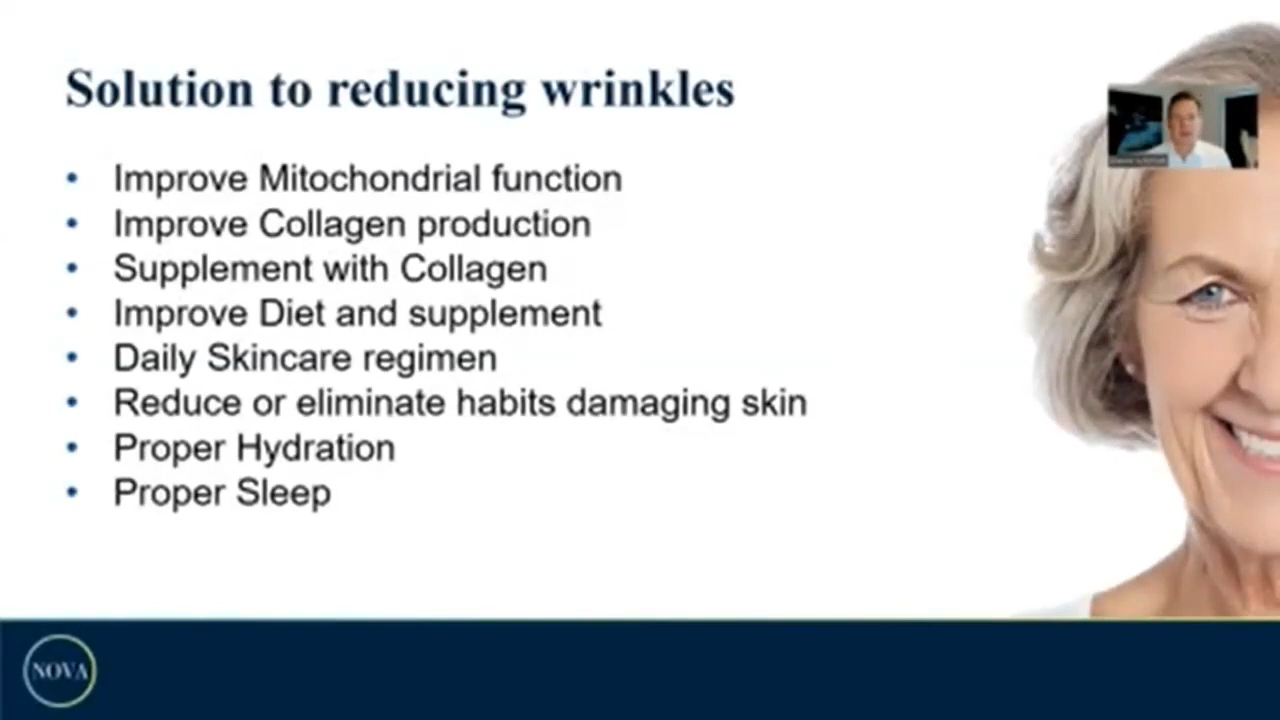 Solution to reducing wrinkles
• Improve Mitochondrial function
• Improve Collagen production
• Supplement with Collagen
• Improve Diet and supplement
• Daily Skincare regimen
• Reduce or eliminate habits damaging skin
• Proper Hydration
• Proper Sleep
NOVA